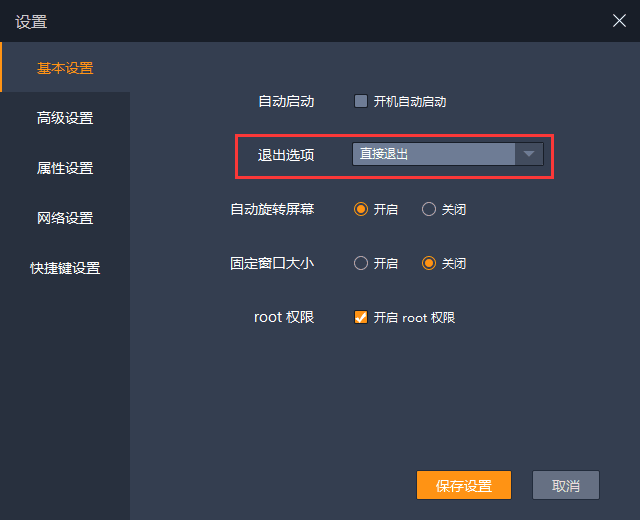 设置
基本设置
高级设置
属性设置
网络设置
快捷键设置
自动启动 开机自动启动
退出选项 直接退出
自动旋转屏幕 开启 关闭
固定窗口大小 开启 关闭
root 权限 开启 root 权限
保存设置 取消